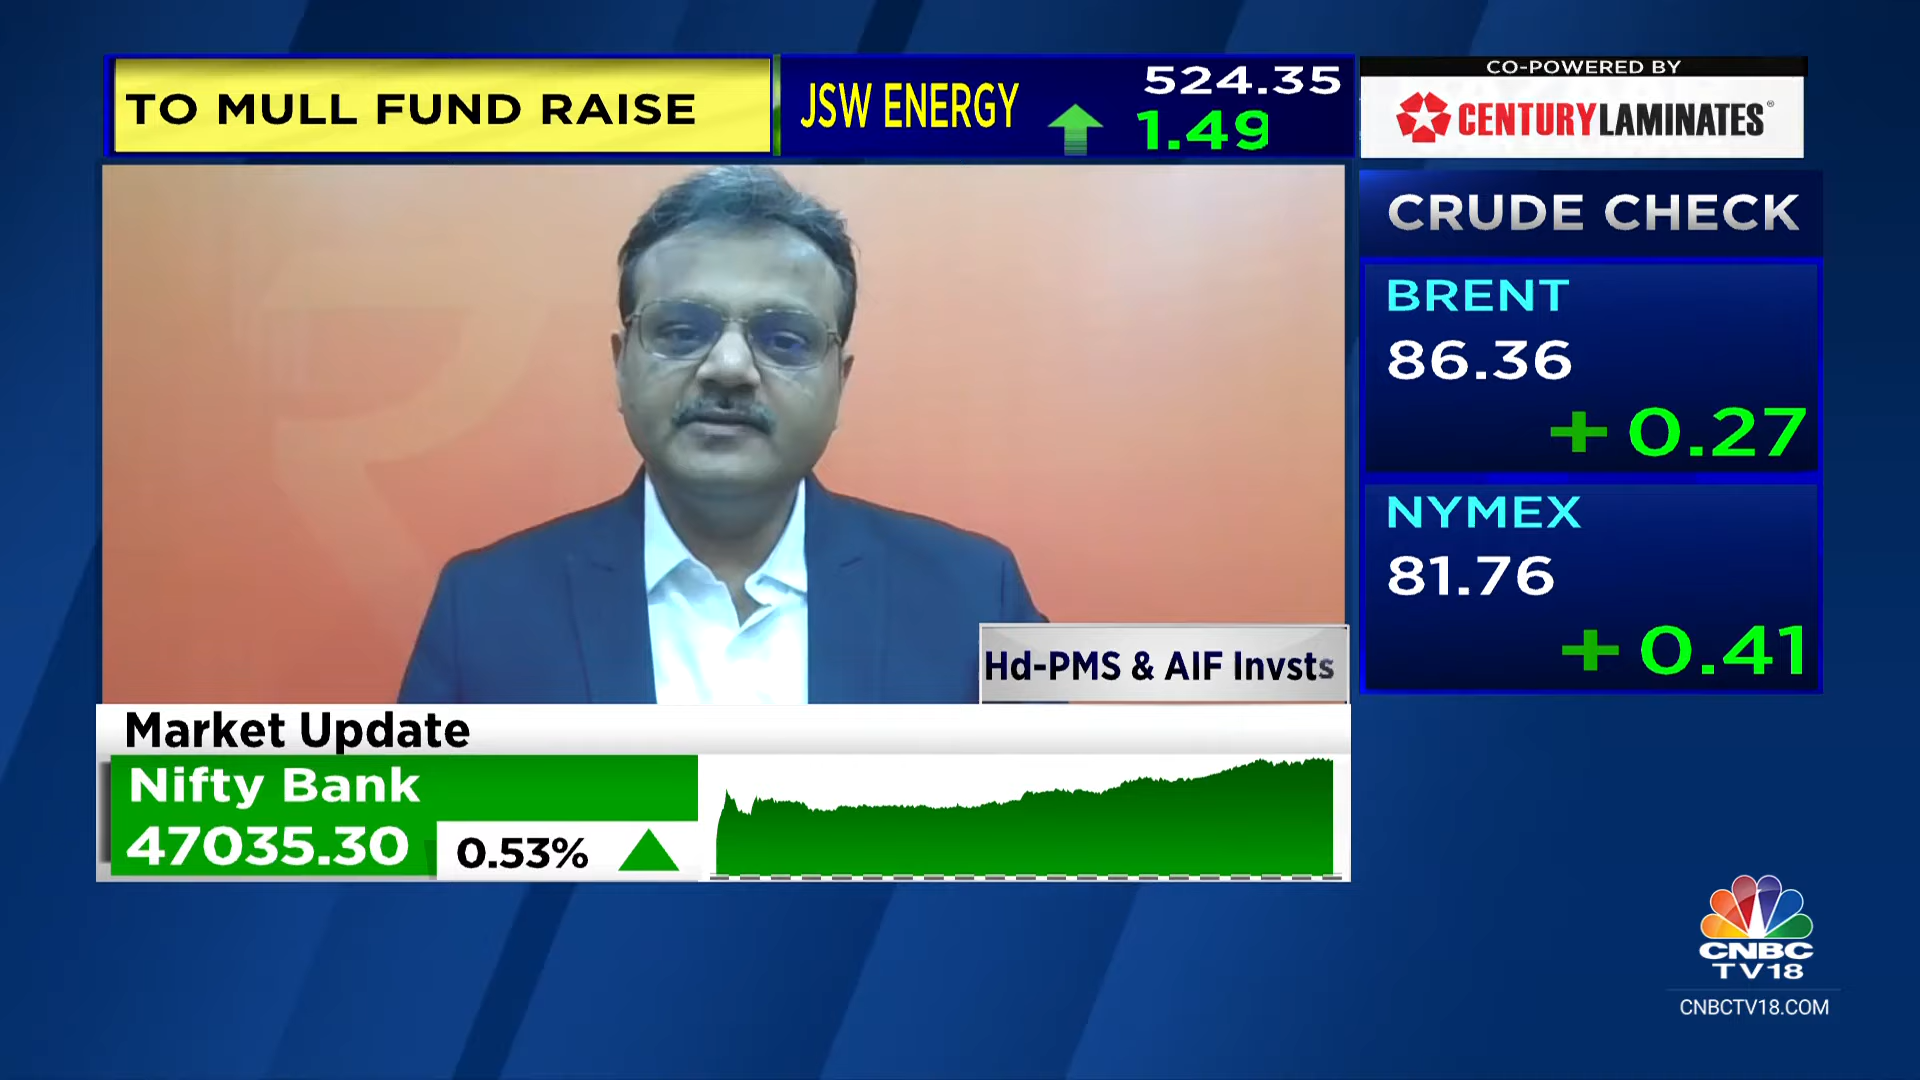 TO MULL FUND RAISE
JSW ENERGY
524.35
1.49
CO-POWERED BY
CENTURYLAMINATES®
CRUDE CHECK
BRENT
86.36
+ 0.27
NYMEX
81.76
+ 0.41
Hd-PMS & AIF Invsts
Market Update
Nifty Bank
47035.30
0.53%
CNBC
TV18
CNBCTV18.COM